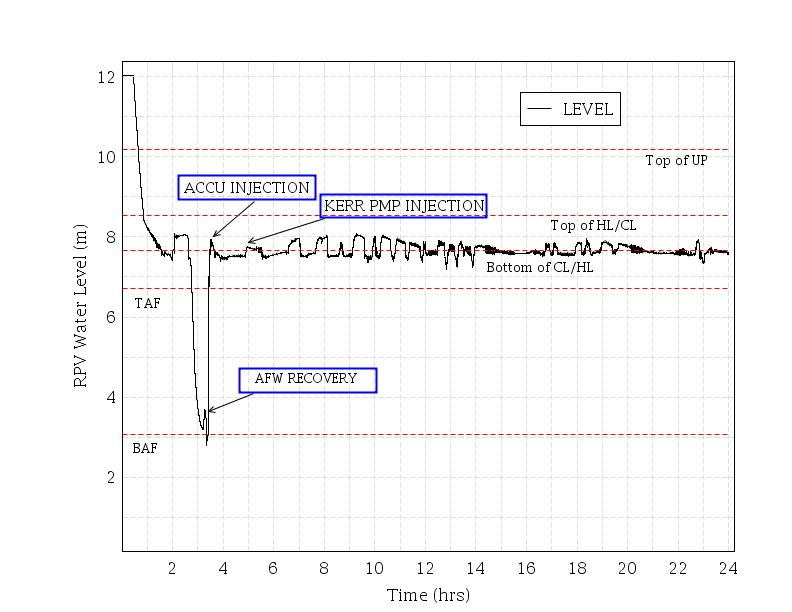 12
LEVEL
10
Top of UP
ACCU INJECTION
KERR PMP INJECTION
Top of HL/CL
8
Bottom of CL/HL
TAF
6
RPV Water Level (m)
AFW RECOVERY
4
BAF
2
2 4 6 8 10 12 14 16 18 20 22 24
Time (hrs)